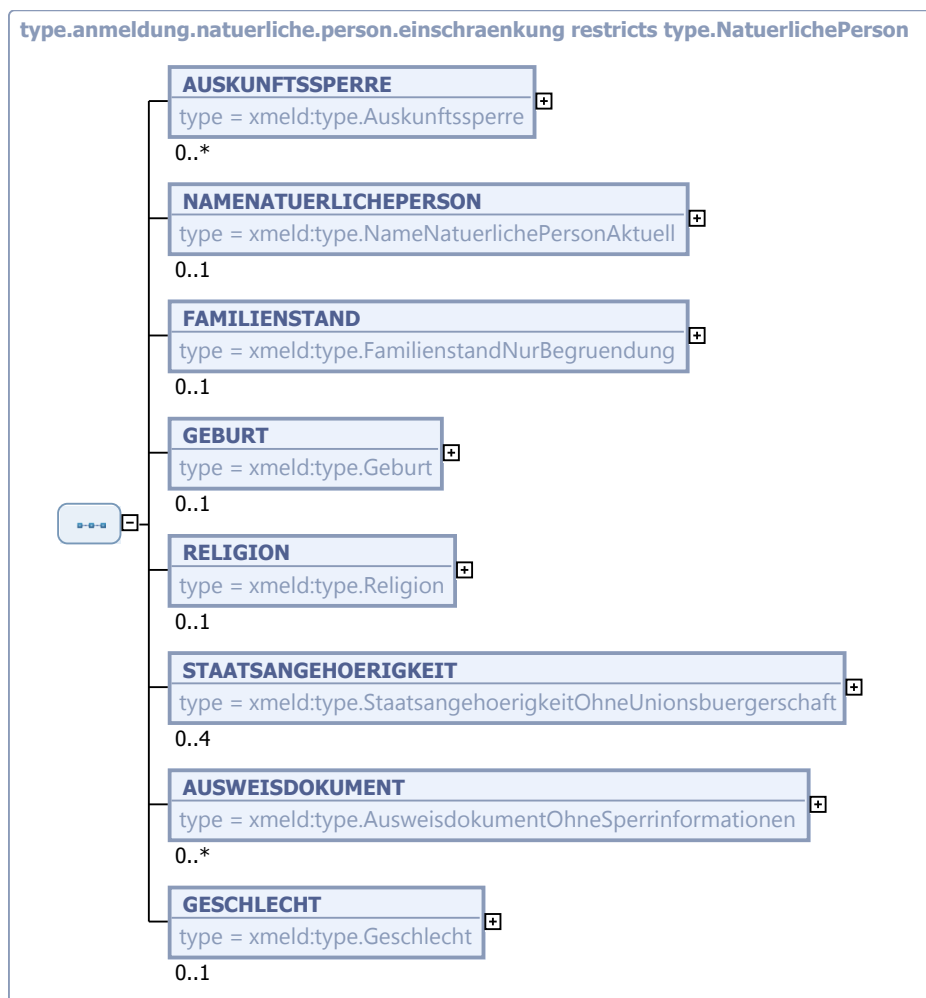 type.anmeldung.natuerliche.person.einschraenkung restricts type.NatuerlichePerson
AUSKUNFTSSPERRE
type = xmeld:type.Auskunftssperre
0..*
NAMENATUERLICHEPERSON
type = xmeld:type.NameNatuerlichePersonAktuell
0..1
FAMILIENSTAND
type = xmeld:type.FamilienstandNurBegruendung
0..1
GEBURT
type = xmeld:type.Geburt
0..1
RELIGION
type = xmeld:type.Religion
0..1
STAATSANGEHOERIGKEIT
type = xmeld:type.StaatsangehoerigkeitOhneUnionsbuergerschaft
0..4
AUSWEISDOKUMENT
type = xmeld:type.AusweisdokumentOhneSperrinformationen
0..*
GESCHLECHT
type = xmeld:type.Geschlecht
0..1